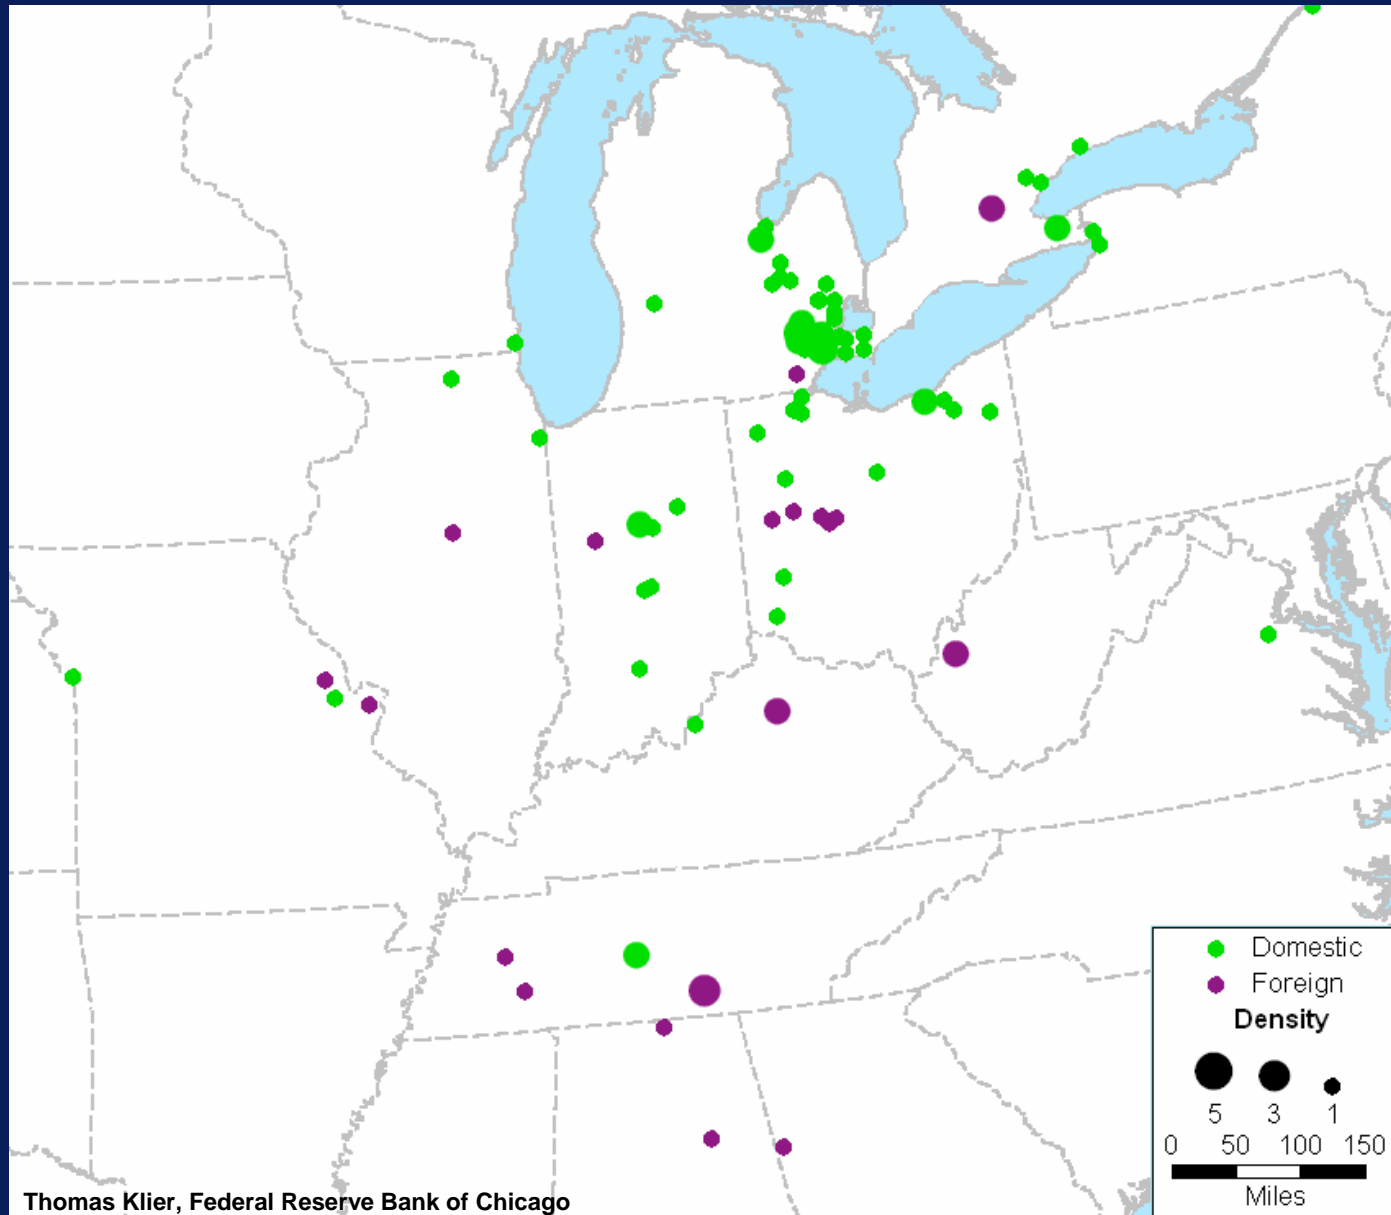 Domestic
Foreign
Density
5 3 1
0 50 100 150
Miles
Thomas Klier, Federal Reserve Bank of Chicago